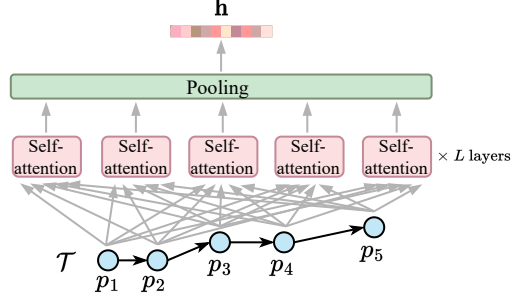 h
Pooling
Self-attention Self-attention Self-attention Self-attention Self-attention × L layers
𝒯
p₁ p₂ p₃ p₄ p₅